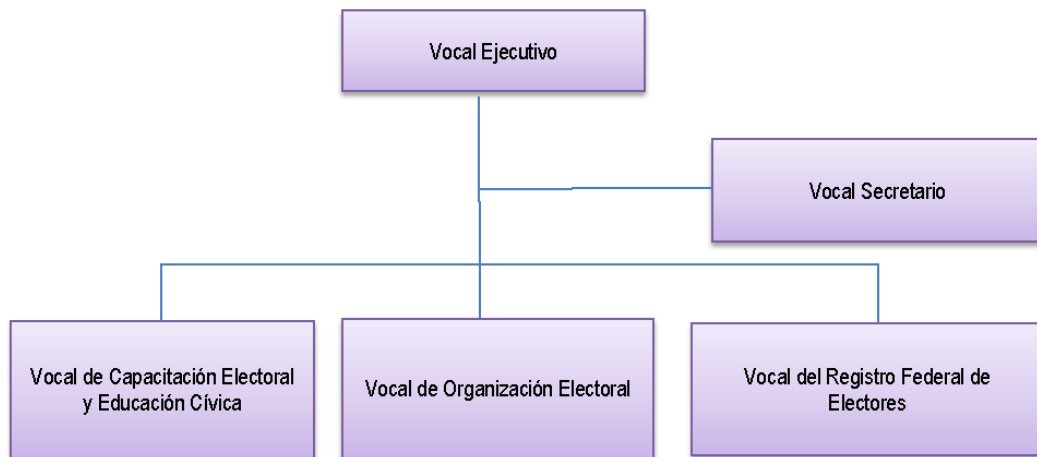 Vocal Ejecutivo
Vocal Secretario
Vocal de Capacitación Electoral
y Educación Cívica
Vocal de Organización Electoral
Vocal del Registro Federal de
Electores